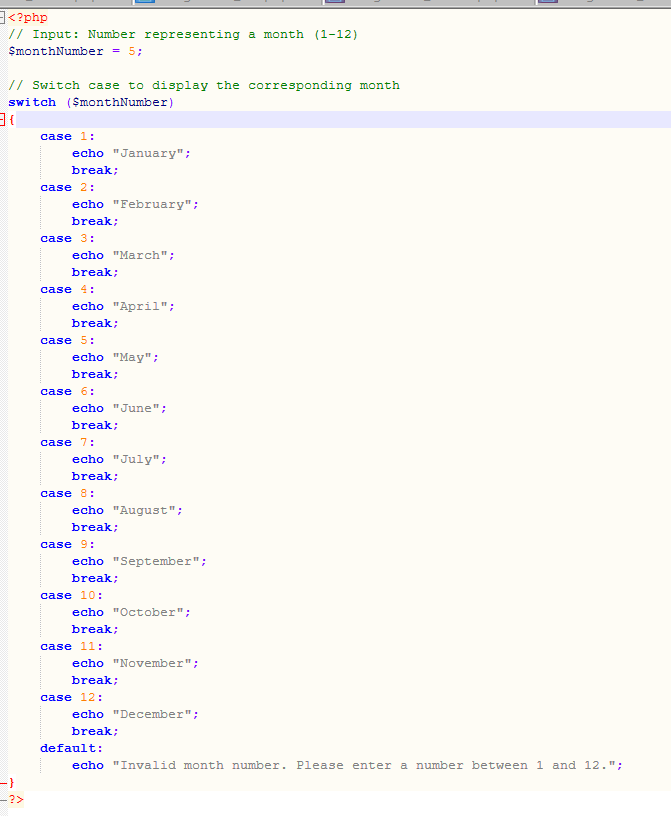 <?php
// Input: Number representing a month (1-12)
$monthNumber = 5;
// Switch case to display the corresponding month
switch ($monthNumber)
{
case 1:
echo "January";
break;
case 2:
echo "February";
break;
case 3:
echo "March";
break;
case 4:
echo "April";
break;
case 5:
echo "May";
break;
case 6:
echo "June";
break;
case 7:
echo "July";
break;
case 8:
echo "August";
break;
case 9:
echo "September";
break;
case 10:
echo "October";
break;
case 11:
echo "November";
break;
case 12:
echo "December";
break;
default:
echo "Invalid month number. Please enter a number between 1 and 12.";
}
?>